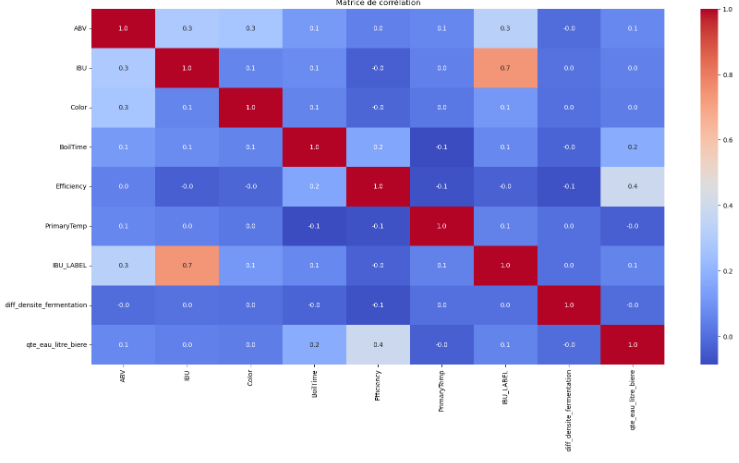 Matrice de corrélation
ABV 1.0 0.3 0.3 0.1 0.0 0.1 0.3 -0.0 0.1
IBU 0.3 1.0 0.1 0.1 -0.0 0.0 0.7 0.0 0.0
Color 0.3 0.1 1.0 0.1 -0.0 0.0 0.1 0.0 0.0
BoilTime 0.1 0.1 0.1 1.0 0.2 -0.1 0.1 -0.0 0.2
Efficiency 0.0 -0.0 -0.0 0.2 1.0 -0.1 -0.0 -0.1 0.4
PrimaryTemp 0.1 0.0 0.0 -0.1 -0.1 1.0 0.1 0.0 -0.0
IBU_LABEL 0.3 0.7 0.1 0.1 -0.0 0.1 1.0 0.0 0.1
diff_densite_fermentation -0.0 0.0 0.0 -0.0 -0.1 0.0 0.0 1.0 -0.0
qte_eau_litre_biere 0.1 0.0 0.0 0.2 0.4 -0.0 0.1 -0.0 1.0
ABV
IBU
Color
BoilTime
Efficiency
PrimaryTemp
IBU_LABEL
diff_densite_fermentation
qte_eau_litre_biere
1.0
0.8
0.6
0.4
0.2
0.0